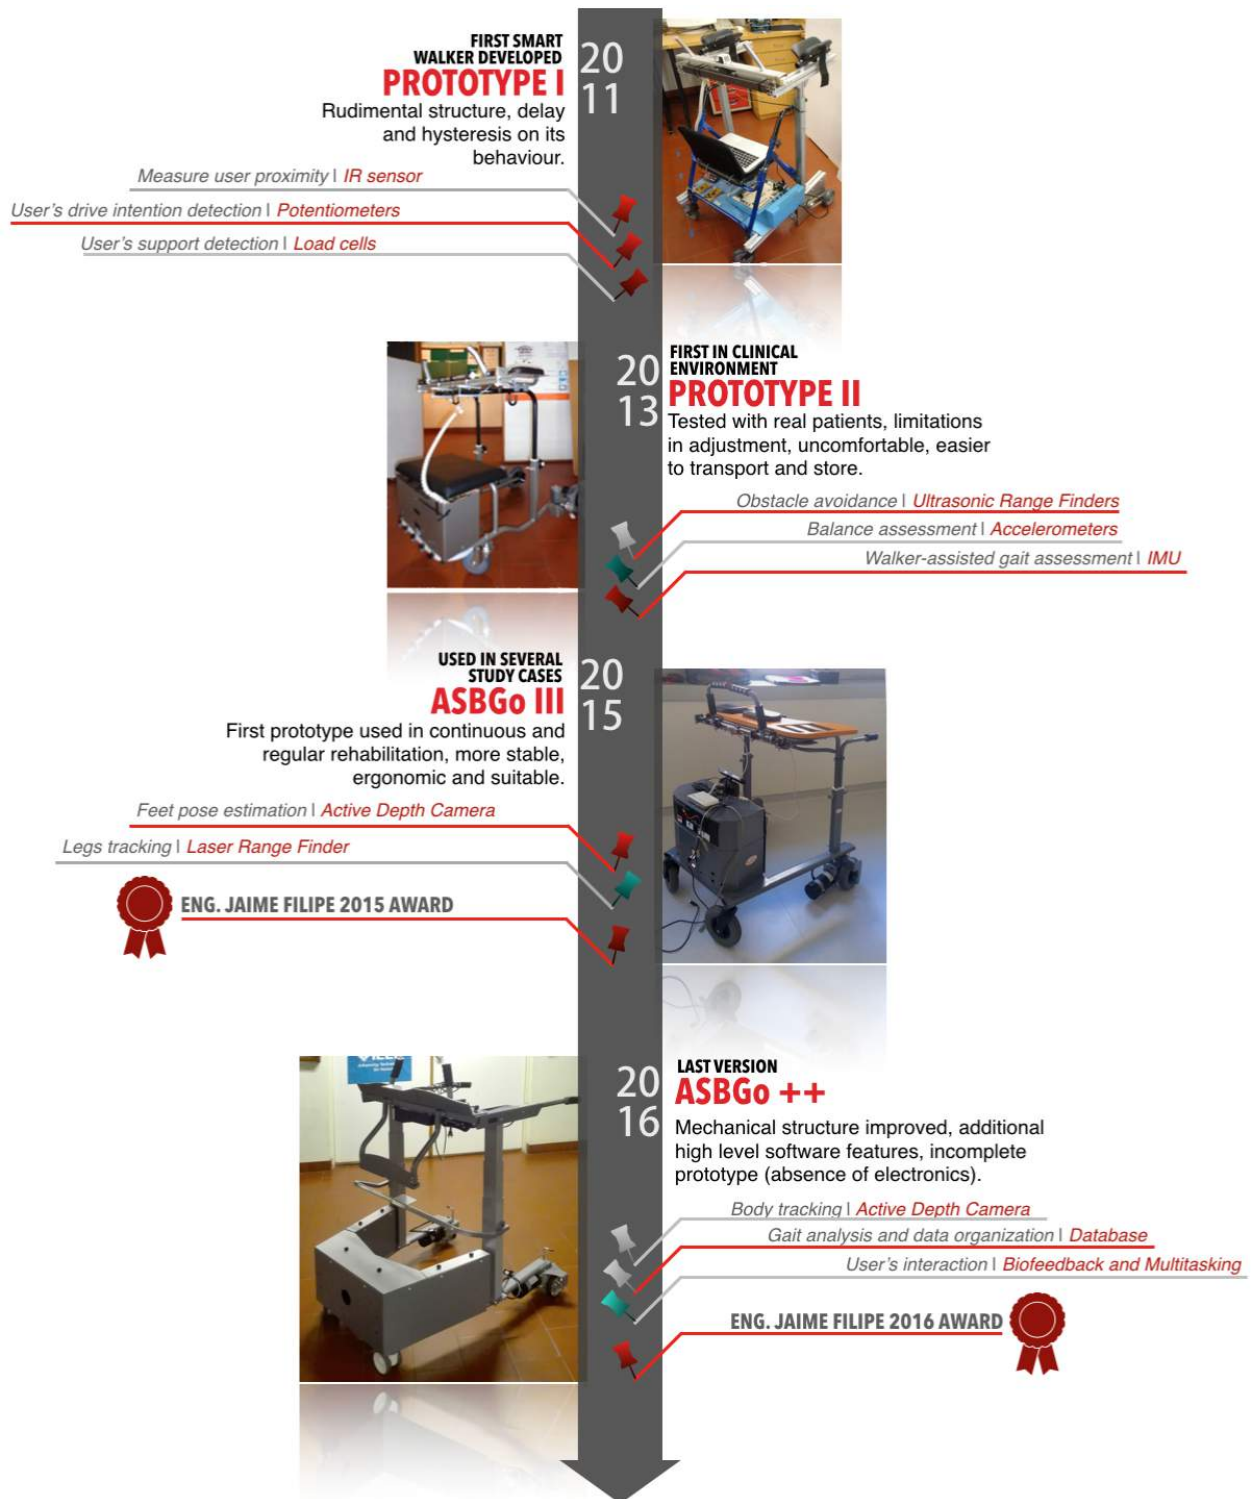 FIRST SMART
WALKER DEVELOPED
PROTOTYPE I
20
11
Rudimental structure, delay
and hysteresis on its
behaviour.
Measure user proximity | IR sensor
User's drive intention detection | Potentiometers
User's support detection | Load cells
20
13
FIRST IN CLINICAL
ENVIRONMENT
PROTOTYPE II
Tested with real patients, limitations
in adjustment, uncomfortable, easier
to transport and store.
Obstacle avoidance | Ultrasonic Range Finders
Balance assessment | Accelerometers
Walker-assisted gait assessment | IMU
USED IN SEVERAL
STUDY CASES
ASBGo III
20
15
First prototype used in continuous and
regular rehabilitation, more stable,
ergonomic and suitable.
Feet pose estimation | Active Depth Camera
Legs tracking | Laser Range Finder
ENG. JAIME FILIPE 2015 AWARD
20
16
LAST VERSION
ASBGo ++
Mechanical structure improved, additional
high level software features, incomplete
prototype (absence of electronics).
Body tracking | Active Depth Camera
Gait analysis and data organization | Database
User's interaction | Biofeedback and Multitasking
ENG. JAIME FILIPE 2016 AWARD